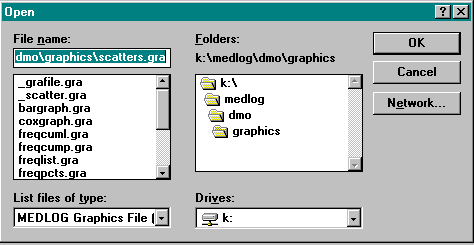 Open
File name:
dmo\graphics\scatters.gra
_grafile.gra
_scatter.gra
bargraph.gra
coxgraph.gra
freqcuml.gra
freqcump.gra
freqlist.gra
freqpcts.gra
List files of type:
MEDLOG Graphics File (
Folders:
k:\medlog\dmo\graphics
k:\
medlog
dmo
graphics
Drives:
k:
OK
Cancel
Network...